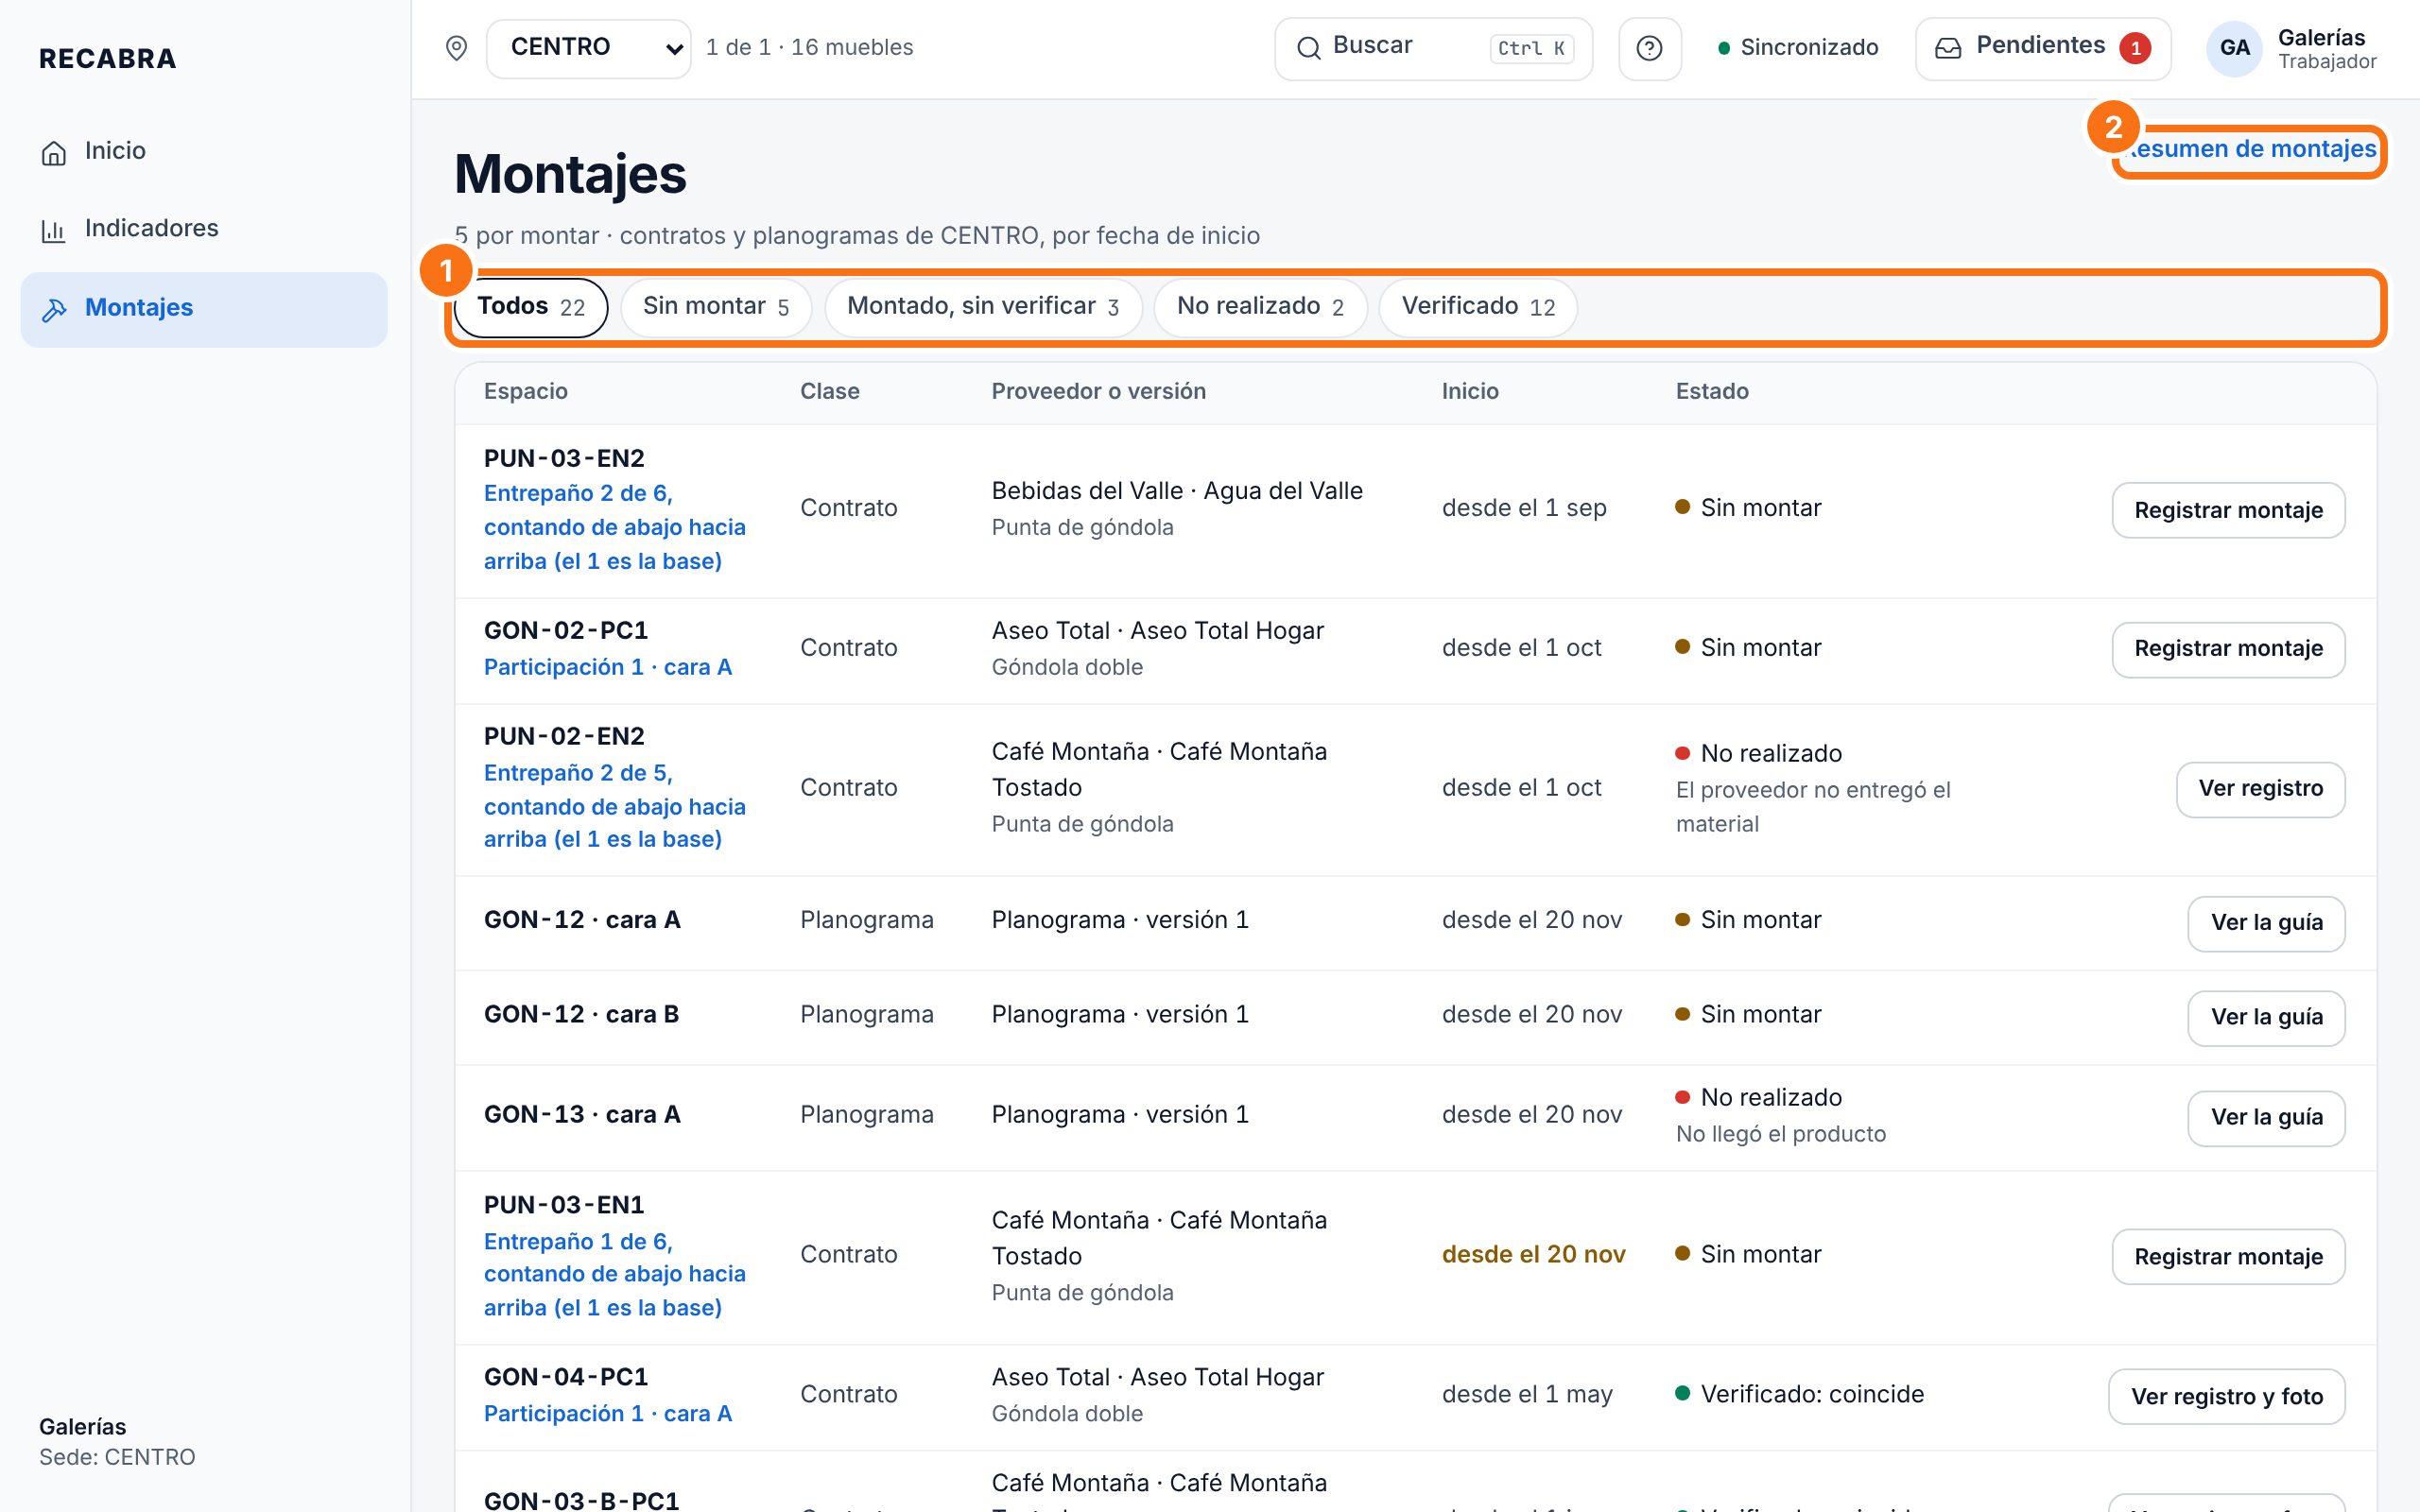 RECABRA
CENTRO
1 de 1 · 16 muebles
Buscar
Ctrl K
Sincronizado
Pendientes 1
GA
Galerías
Trabajador
Inicio
Indicadores
Montajes
Montajes
2
de montajes
5 por montar · contratos y planogramas de CENTRO, por fecha de inicio
1
Todos 22
Sin montar 5
Montado, sin verificar 3
No realizado 2
Verificado 12
Espacio
Clase
Proveedor o versión
Inicio
Estado
PUN-03-EN2
Entrepaño 2 de 6,
contando de abajo hacia
arriba (el 1 es la base)
Contrato
Bebidas del Valle · Agua del Valle
Punta de góndola
desde el 1 sep
Sin montar
Registrar montaje
GON-02-PC1
Participación 1 · cara A
Contrato
Aseo Total · Aseo Total Hogar
Góndola doble
desde el 1 oct
Sin montar
Registrar montaje
PUN-02-EN2
Entrepaño 2 de 5,
contando de abajo hacia
arriba (el 1 es la base)
Contrato
Café Montaña · Café Montaña
Tostado
Punta de góndola
desde el 1 oct
No realizado
El proveedor no entregó el
material
Ver registro
GON-12 · cara A
Planograma
Planograma · versión 1
desde el 20 nov
Sin montar
Ver la guía
GON-12 · cara B
Planograma
Planograma · versión 1
desde el 20 nov
Sin montar
Ver la guía
GON-13 · cara A
Planograma
Planograma · versión 1
desde el 20 nov
No realizado
No llegó el producto
Ver la guía
PUN-03-EN1
Entrepaño 1 de 6,
contando de abajo hacia
arriba (el 1 es la base)
Contrato
Café Montaña · Café Montaña
Tostado
Punta de góndola
desde el 20 nov
Sin montar
Registrar montaje
GON-04-PC1
Participación 1 · cara A
Contrato
Aseo Total · Aseo Total Hogar
Góndola doble
desde el 1 may
Verificado: coincide
Ver registro y foto
GON-03-B-PC1
Café Montaña · Café Montaña
Galerías
Sede: CENTRO